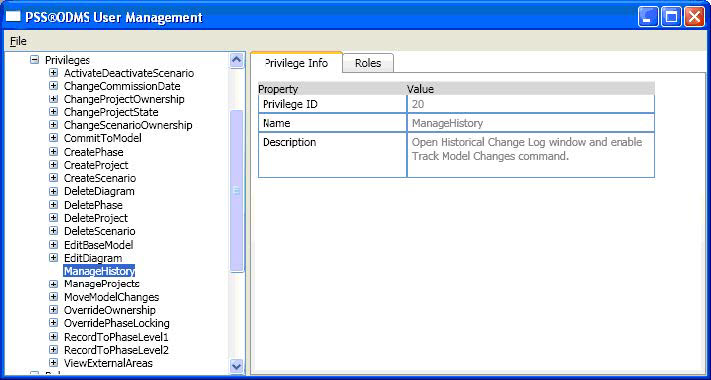 PSS®ODMS User Management
File
Privileges
ActivateDeactivateScenario
ChangeCommissionDate
ChangeProjectOwnership
ChangeProjectState
ChangeScenarioOwnership
CommitToModel
CreatePhase
CreateProject
CreateScenario
DeleteDiagram
DeletePhase
DeleteProject
DeleteScenario
EditBaseModel
EditDiagram
ManageHistory
ManageProjects
MoveModelChanges
OverrideOwnership
OverridePhaseLocking
RecordToPhaseLevel1
RecordToPhaseLevel2
ViewExternalAreas
Privilege Info Roles
Property Value
Privilege ID 20
Name ManageHistory
Description Open Historical Change Log window and enable
Track Model Changes command.